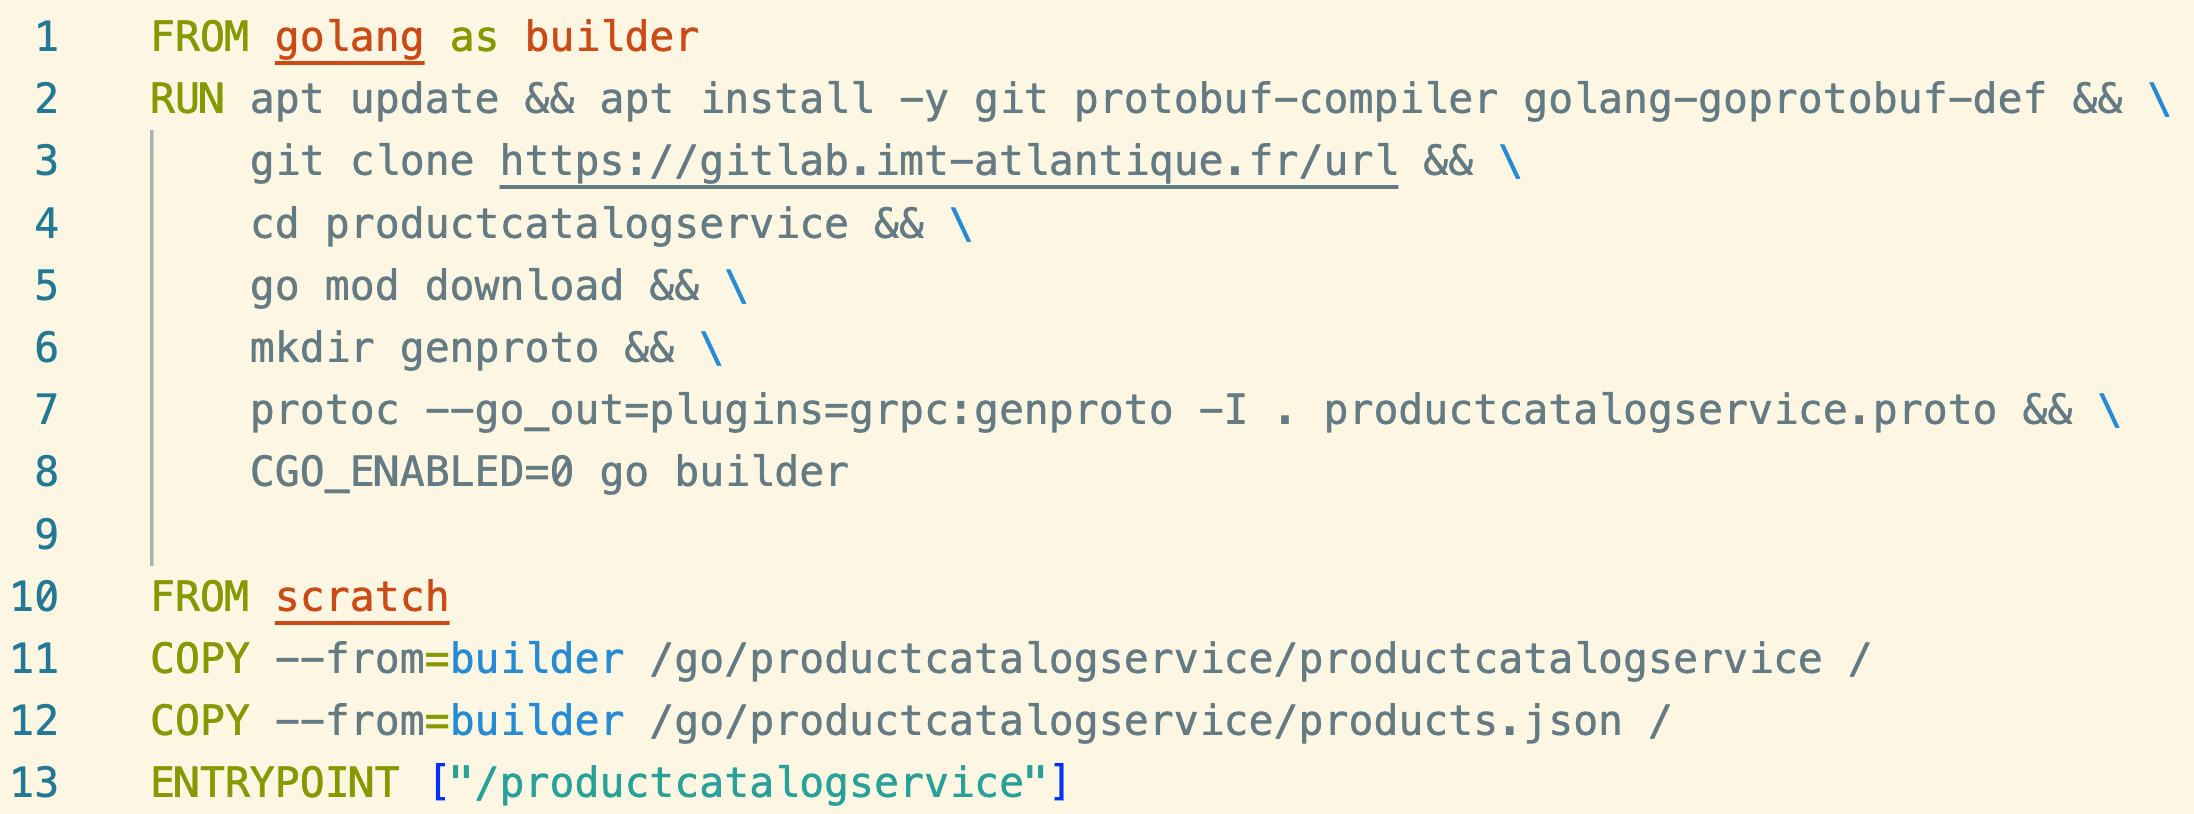 1 FROM golang as builder
2 RUN apt update && apt install -y git protobuf-compiler golang-goprotobuf-def && \
3 git clone https://gitlab.imt-atlantique.fr/url && \
4 cd productcatalogservice && \
5 go mod download && \
6 mkdir genproto && \
7 protoc --go_out=plugins=grpc:genproto -I . productcatalogservice.proto && \
8 CGO_ENABLED=0 go builder
9
10 FROM scratch
11 COPY --from=builder /go/productcatalogservice/productcatalogservice /
12 COPY --from=builder /go/productcatalogservice/products.json /
13 ENTRYPOINT ["/productcatalogservice"]